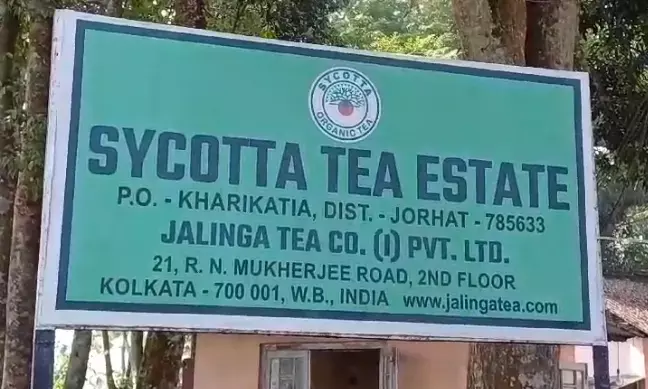 SYCOTTA
ORGANIC TEA
SYCOTTA TEA ESTATE
P.O. - KHARIKATIA, DIST. - JORHAT - 785633
JALINGA TEA CO. (I) PVT. LTD.
21, R. N. MUKHERJEE ROAD, 2ND FLOOR
KOLKATA - 700 001, W.B., INDIA www.jalingatea.com